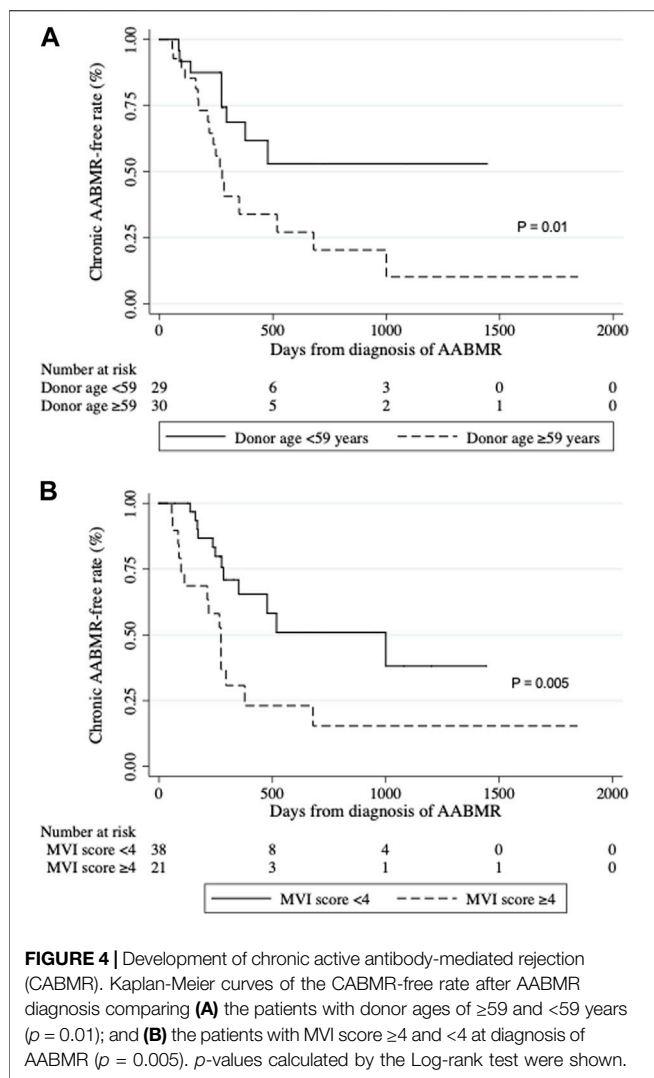 A
Chronic AABMR-free rate (%)
1.00
0.75
0.50
0.25
0.00
P = 0.01
0 500 1000 1500 2000
Days from diagnosis of AABMR
Number at risk
Donor age <59 29 6 3 0 0
Donor age ≥59 30 5 2 1 0
Donor age <59 years Donor age ≥59 years
B
Chronic AABMR-free rate (%)
1.00
0.75
0.50
0.25
0.00
P = 0.005
0 500 1000 1500 2000
Days from diagnosis of AABMR
Number at risk
MVI score <4 38 8 4 0 0
MVI score ≥4 21 3 1 1 0
MVI score <4 MVI score ≥4
FIGURE 4 | Development of chronic active antibody-mediated rejection
(CABMR). Kaplan-Meier curves of the CABMR-free rate after AABMR
diagnosis comparing (A) the patients with donor ages of ≥59 and <59 years
(p = 0.01); and (B) the patients with MVI score ≥4 and <4 at diagnosis of
AABMR (p = 0.005). p-values calculated by the Log-rank test were shown.